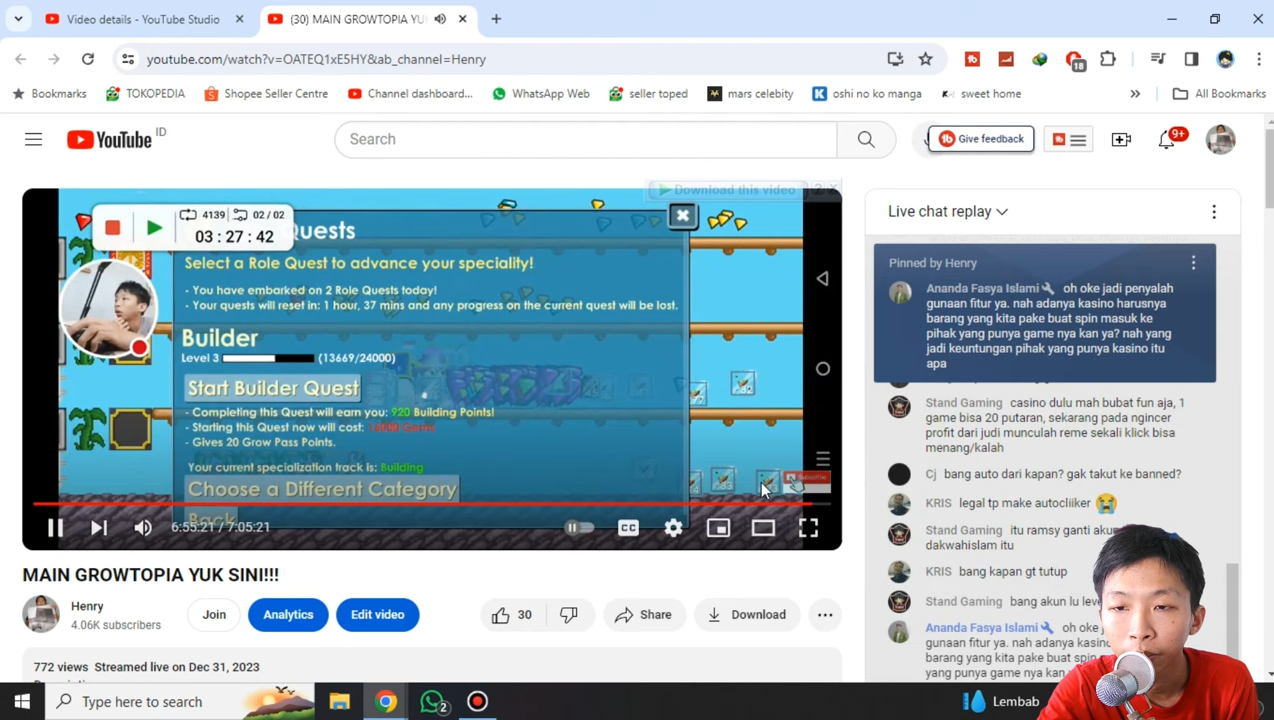 Video details - YouTube Studio
(30) MAIN GROWTOPIA YU
youtube.com/watch?v=OATEQ1xE5HY&ab_channel=Henry
18
Bookmarks
TOKOPEDIA
Shopee Seller Centre
Channel dashboard...
WhatsApp Web
seller toped
mars celebity
oshi no ko manga
sweet home
All Bookmarks
YouTube ID
Search
Give feedback
9+
Download this video
4139
02 / 02
03 : 27 : 42
Quests
Select a Role Quest to advance your speciality!
- You have embarked on 2 Role Quests today!
- Your quests will reset in: 1 hour, 37 mins and any progress on the current quest will be lost.
Builder
Level 3
(13669/24000)
Start Builder Quest
- Completing this Quest will earn you: 920 Building Points!
- Starting this Quest now will cost:
- Gives 20 Grow Pass Points.
Your current specialization track is: Building
Choose a Different Category
Back
6:55:21 / 7:05:21
CC
MAIN GROWTOPIA YUK SINI!!!
Henry
4.06K subscribers
Join
Analytics
Edit video
30
Share
Download
772 views Streamed live on Dec 31, 2023
Live chat replay
Pinned by Henry
Ananda Fasya Islami oh oke jadi penyalah
gunaan fitur ya. nah adanya kasino harusnya
barang yang kita pake buat spin masuk ke
pihak yang punya game nya kan ya? nah yang
jadi keuntungan pihak yang punya kasino itu
apa
Stand Gaming casino dulu mah bubat fun aja, 1
game bisa 20 putaran, sekarang pada ngincer
profit dari judi munculah reme sekali klick bisa
menang/kalah
Cj bang auto dari kapan? gak takut ke banned?
KRIS legal tp make autocliiker 😭
Stand Gaming itu ramsy ganti akun
dakwahislam itu
KRIS bang kapan gt tutup
Stand Gaming bang akun lu leve
Ananda Fasya Islami oh oke j
gunaan fitur ya. nah adanya
barang yang kita pake buat spin
pihak yang punya game nya
Type here to search
2
Lembab